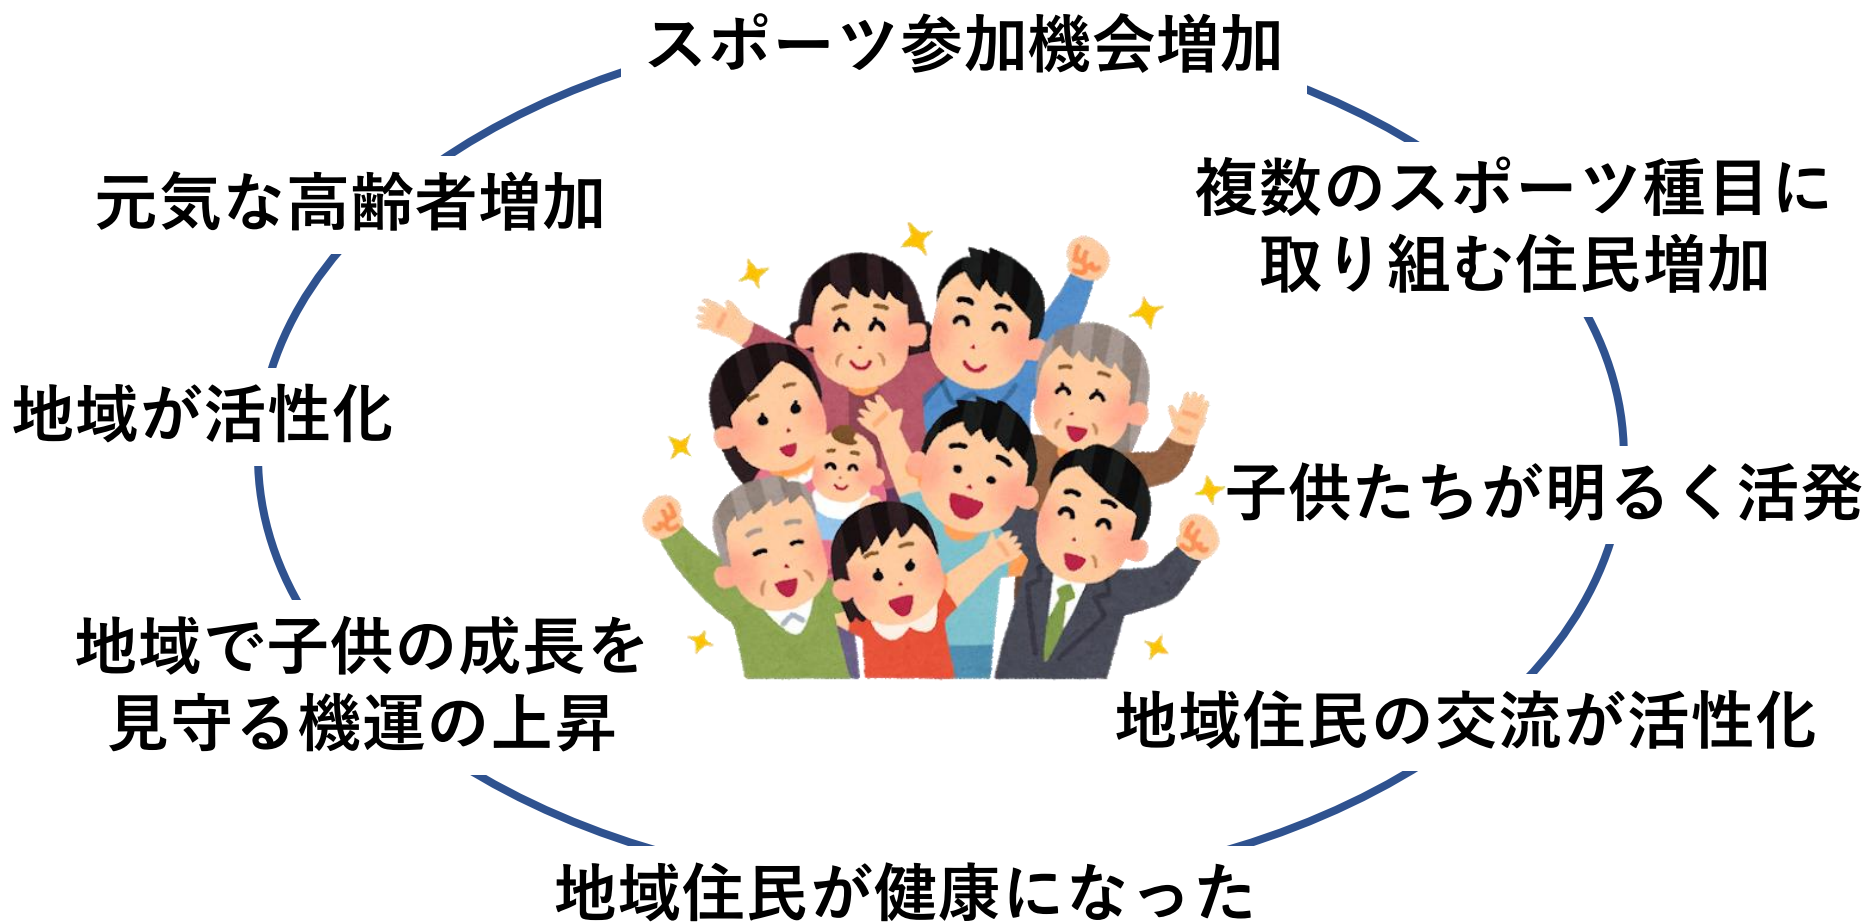 スポーツ参加機会増加
複数のスポーツ種目に
取り組む住民増加
子供たちが明るく活発
地域住民の交流が活性化
地域住民が健康になった
地域で子供の成長を
見守る機運の上昇
地域が活性化
元気な高齢者増加